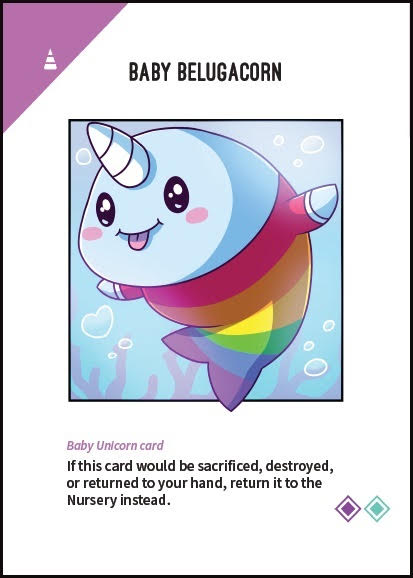 BABY BELUGACORN
Baby Unicorn card
If this card would be sacrificed, destroyed,
or returned to your hand, return it to the
Nursery instead.